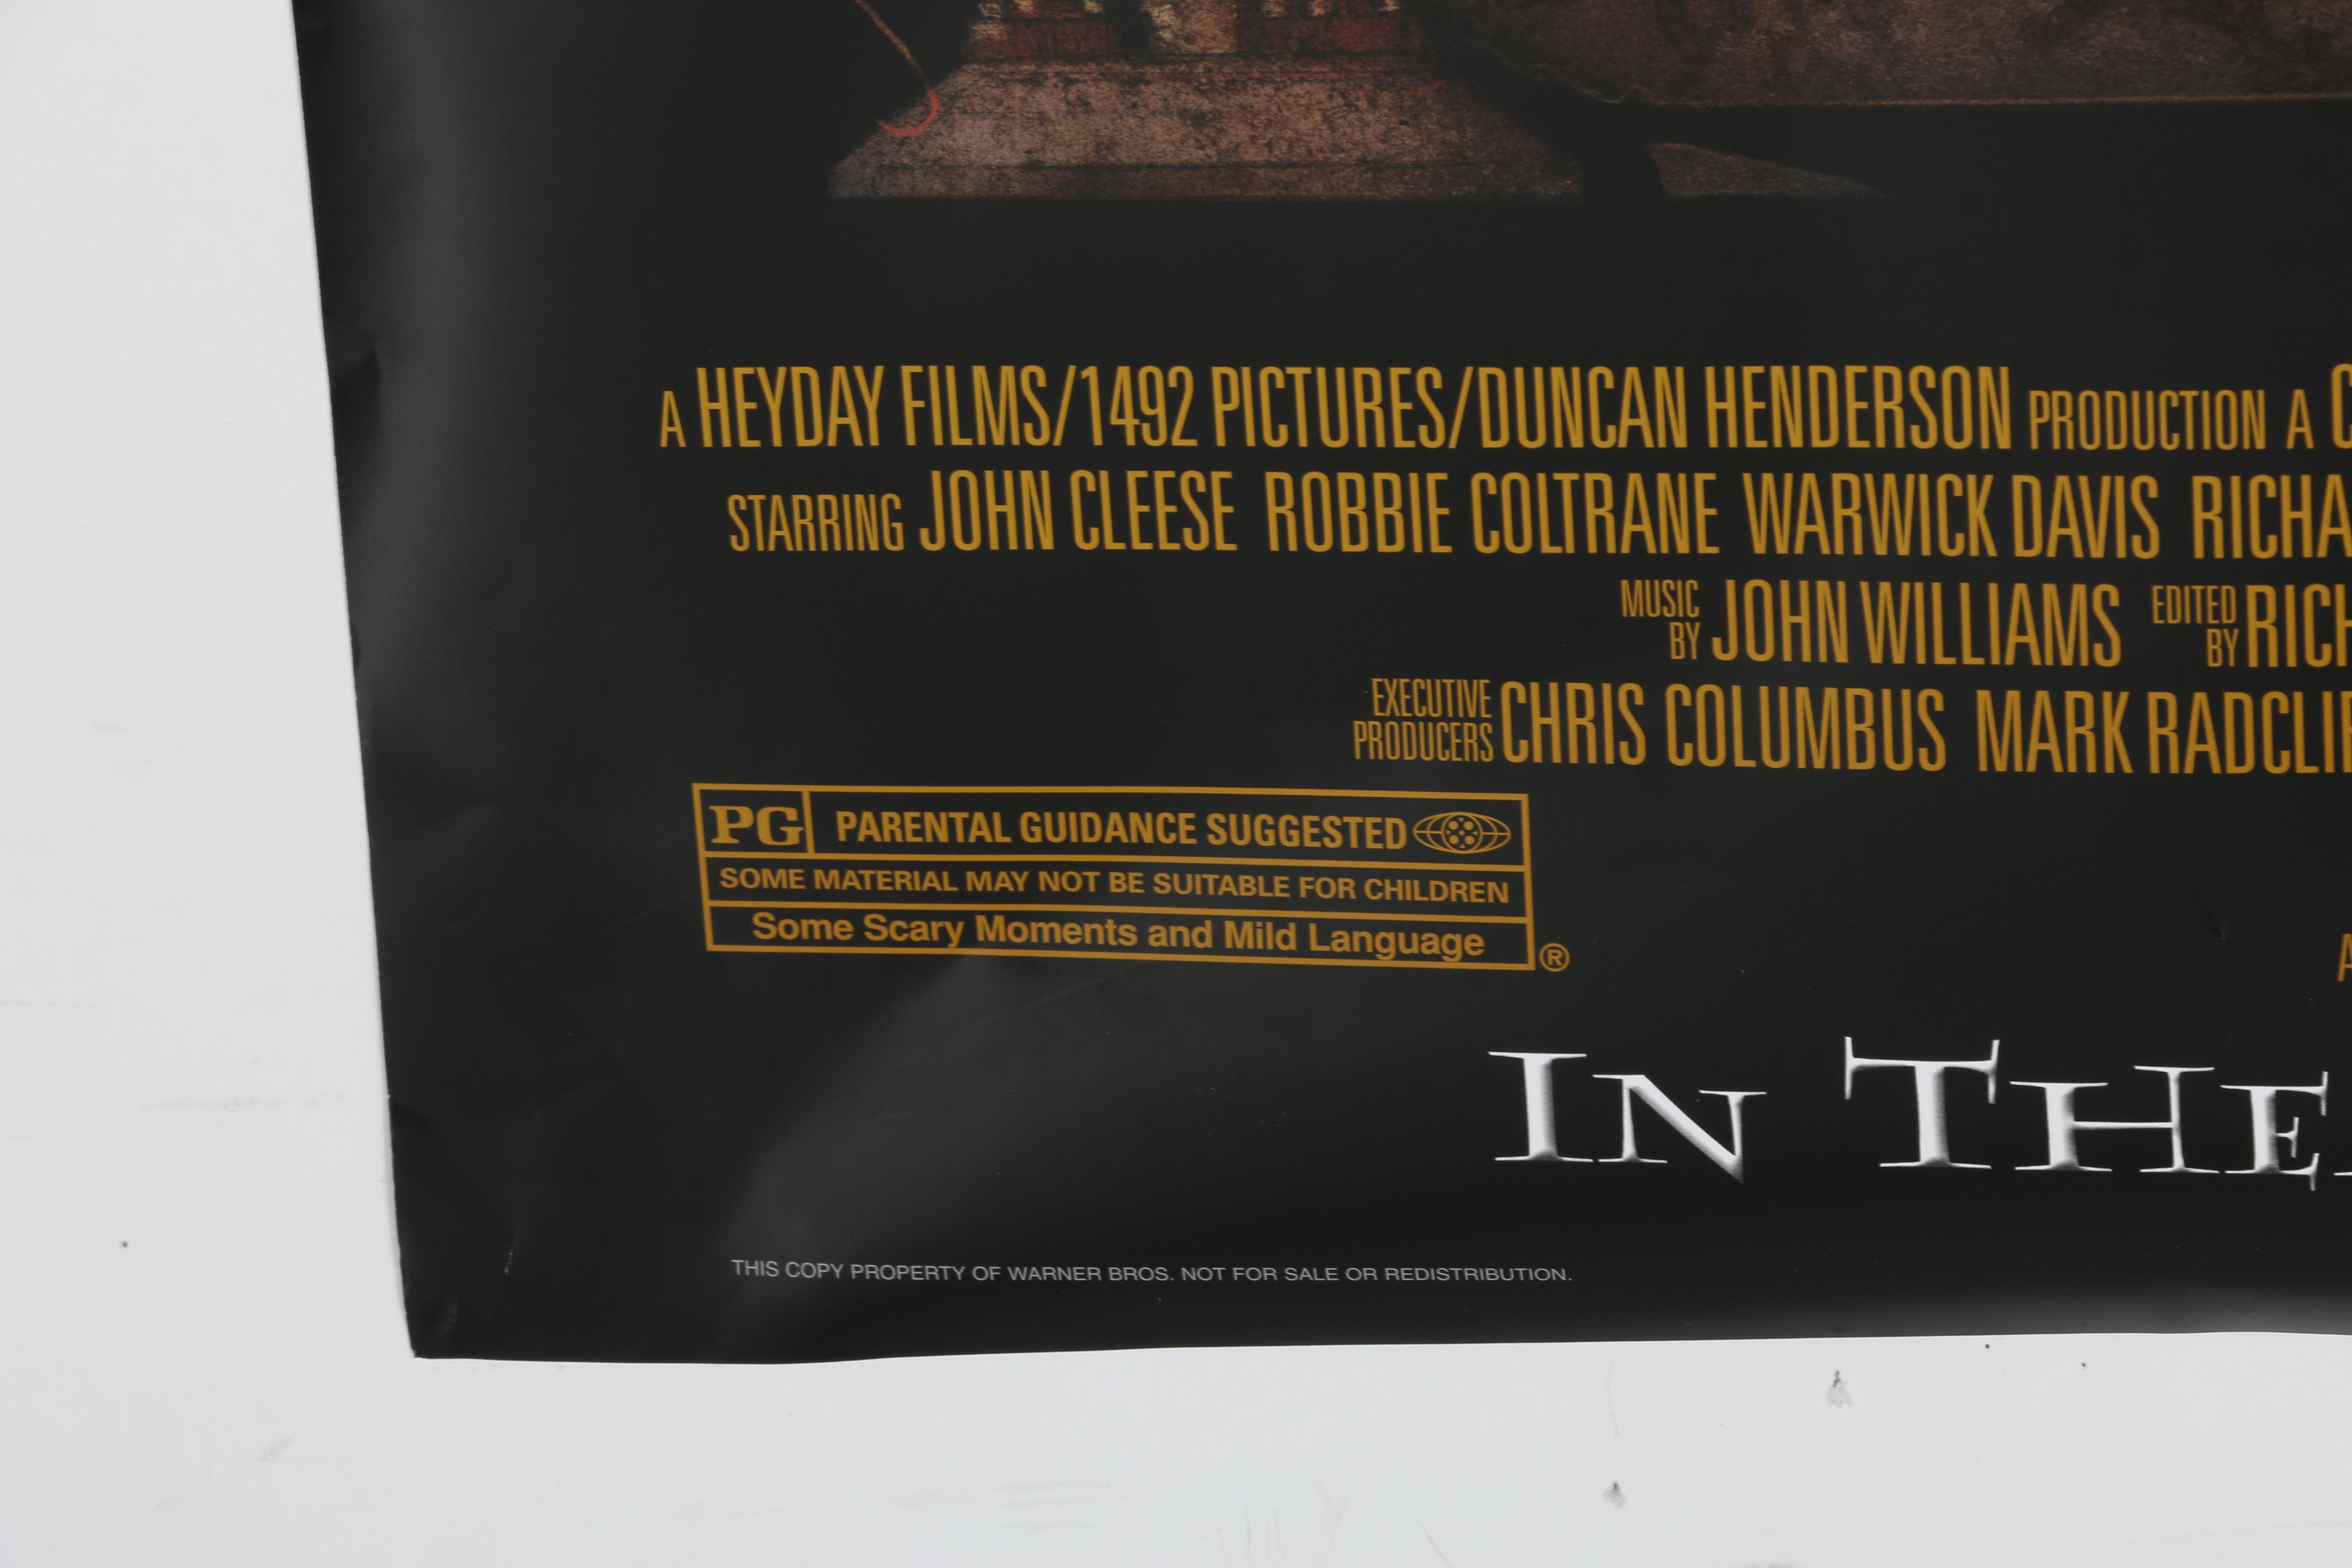 A HEYDAY FILMS/1492 PICTURES/DUNCAN HENDERSON PRODUCTION A
STARRING JOHN CLEESE ROBBIE COLTRANE WARWICK DAVIS
MUSIC BY JOHN WILLIAMS EDITED BY
EXECUTIVE PRODUCERS CHRIS COLUMBUS MARK
PG PARENTAL GUIDANCE SUGGESTED
SOME MATERIAL MAY NOT BE SUITABLE FOR CHILDREN
Some Scary Moments and Mild Language ®
IN
THIS COPY PROPERTY OF WARNER BROS. NOT FOR SALE OR REDISTRIBUTION.